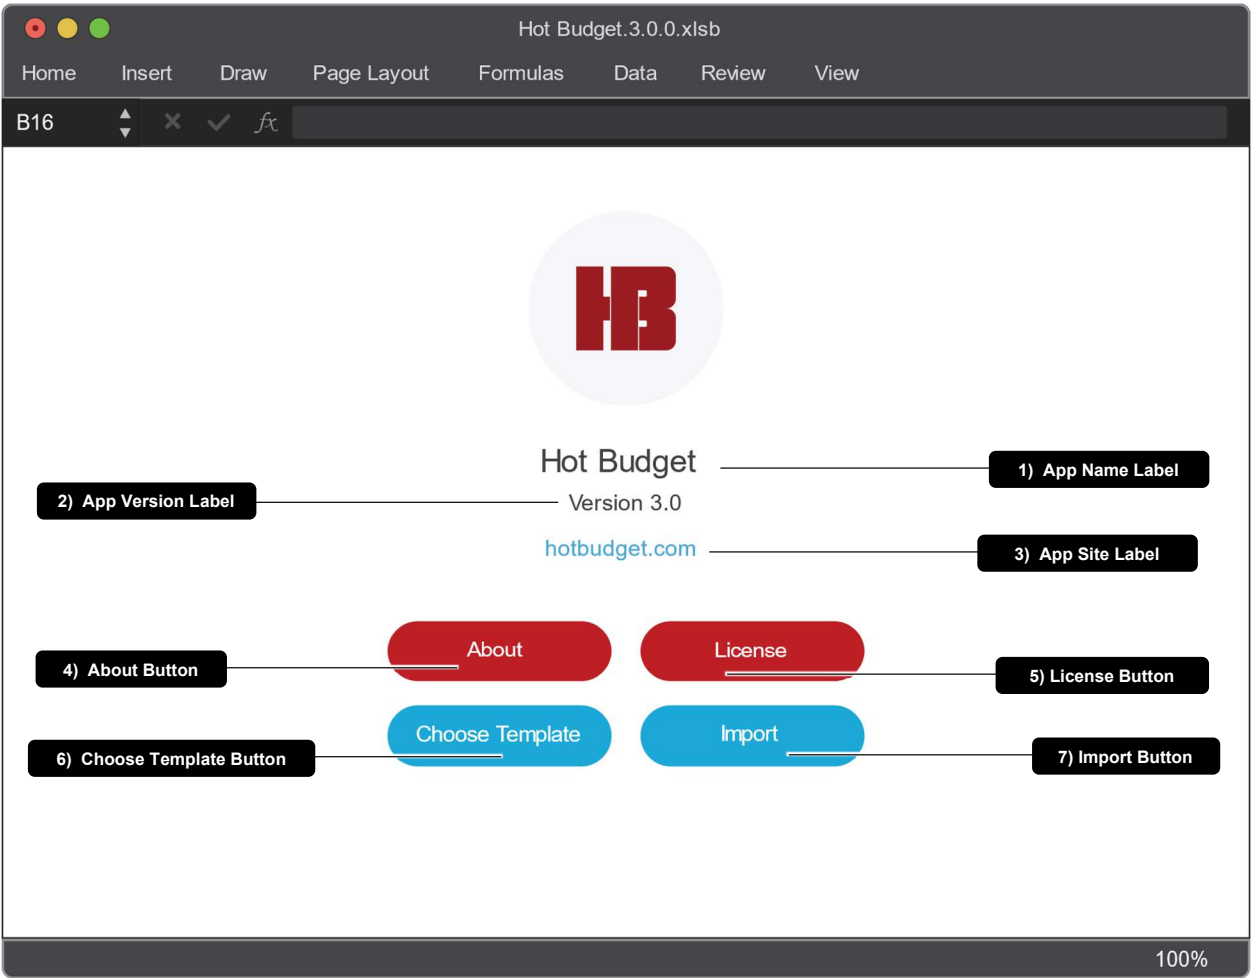 Hot Budget.3.0.0.xlsb
Home Insert Draw Page Layout Formulas Data Review View
B16 fx
HB
Hot Budget
1) App Name Label
2) App Version Label
Version 3.0
hotbudget.com
3) App Site Label
About
License
4) About Button
5) License Button
Choose Template
Import
6) Choose Template Button
7) Import Button
100%